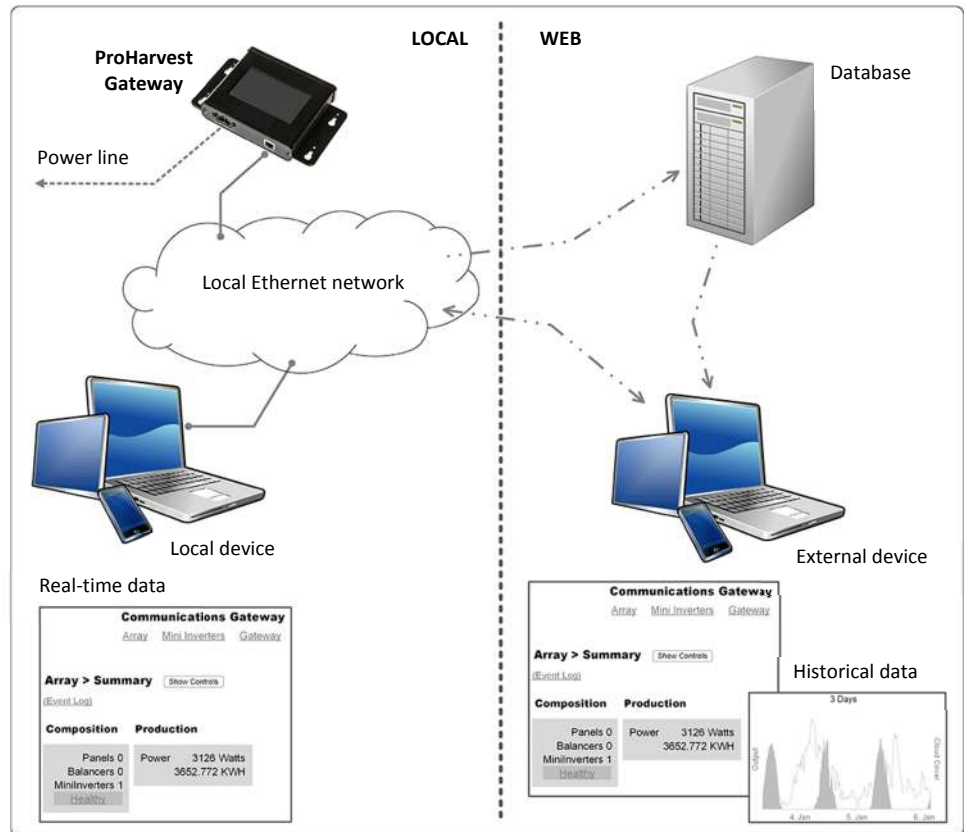 LOCAL
WEB
ProHarvest
Gateway
Database
Power line
Local Ethernet network
Local device
External device
Real-time data
Communications Gateway
Array Mini Inverters Gateway
Array > Summary Show Controls
(Event Log)
Composition Production
Panels 0 Power 3126 Watts
Balancers 0 3652.772 KWH
MiniInverters 1
Healthy
Communications Gateway
Array Mini Inverters Gateway
Array > Summary Show Controls
(Event Log)
Composition Production
Panels 0 Power 3126 Watts
Balancers 0 3652.772 KWH
MiniInverters 1
Healthy
Historical data
3 Days
Output
Cloud Cover
4. Jan 5. Jan 6. Jan